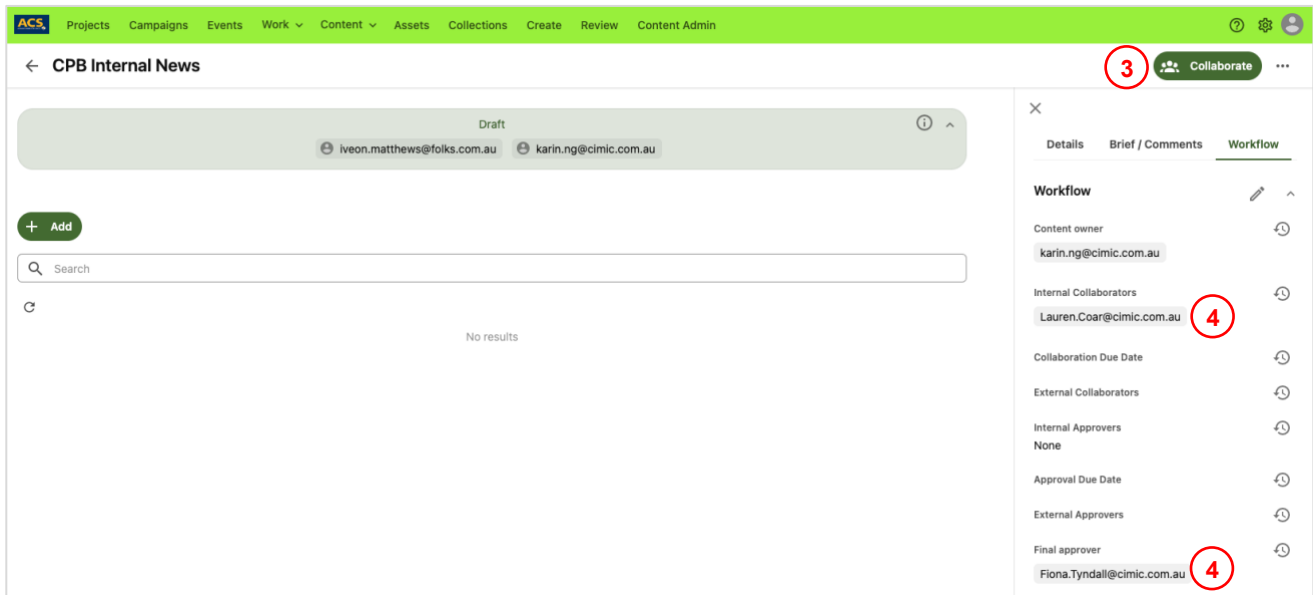 ACS Projects Campaigns Events Work Content Assets Collections Create Review Content Admin
CPB Internal News
3 Collaborate
Draft
iveon.matthews@folks.com.au karin.ng@cimic.com.au
Add
Search
No results
Details Brief / Comments Workflow
Workflow
Content owner
karin.ng@cimic.com.au
Internal Collaborators
Lauren.Coar@cimic.com.au 4
Collaboration Due Date
External Collaborators
Internal Approvers
None
Approval Due Date
External Approvers
Final approver
Fiona.Tyndall@cimic.com.au 4